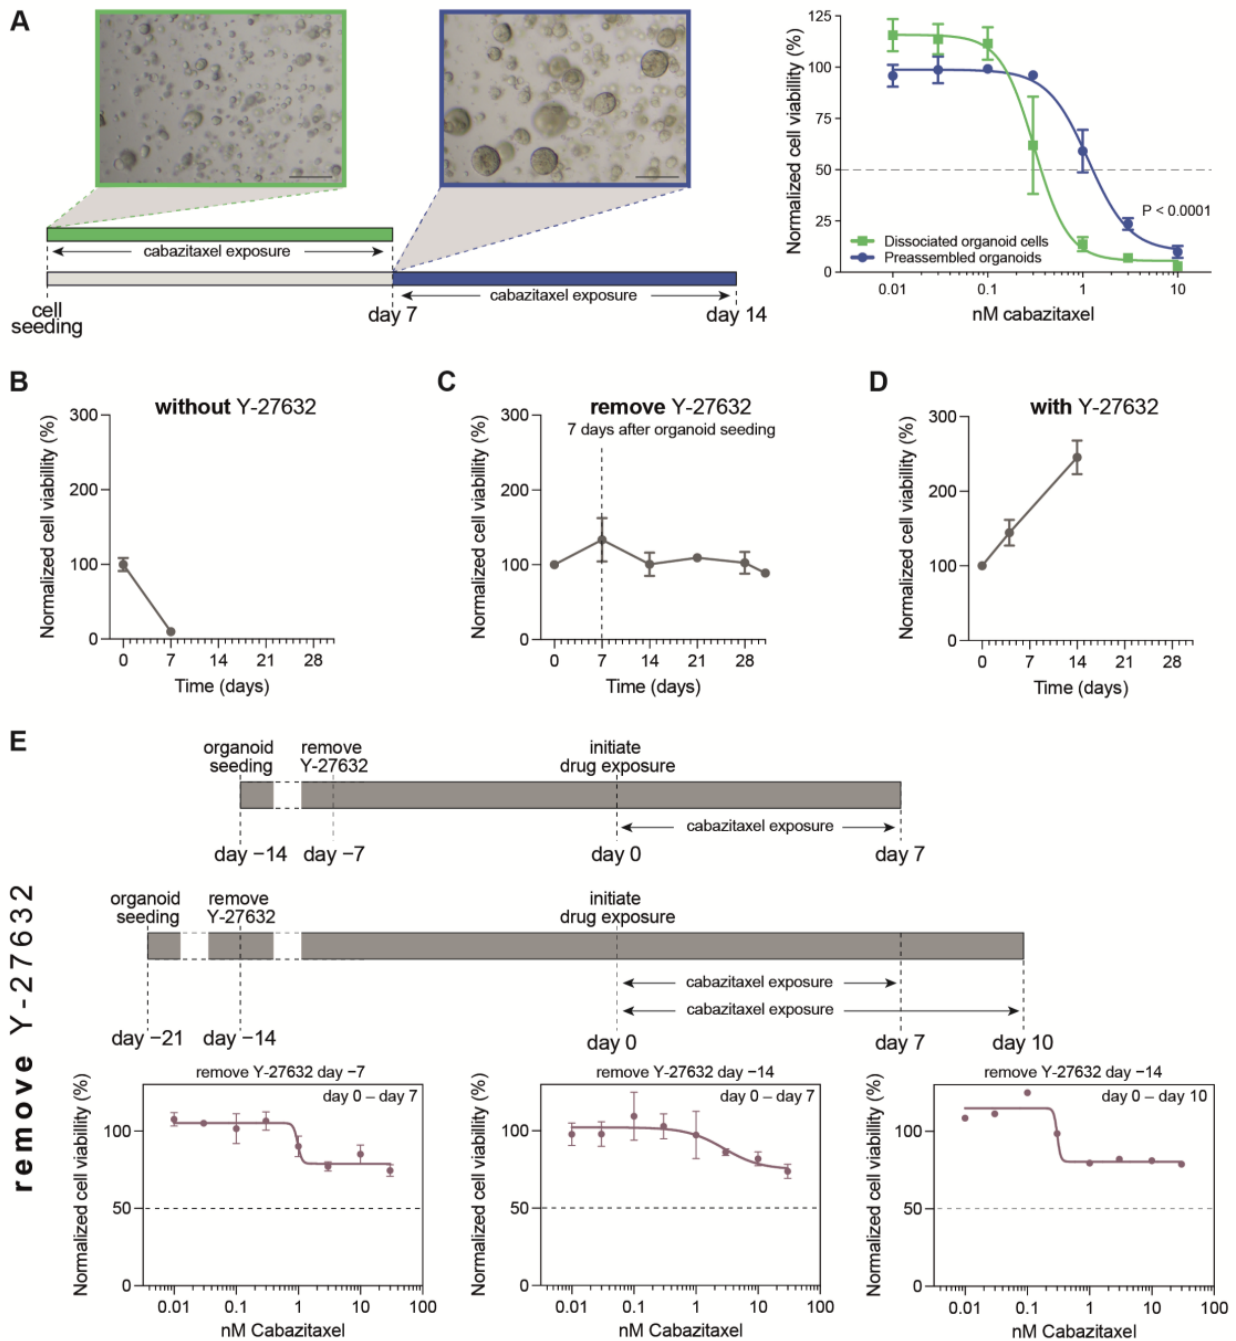 A
cabazitaxel exposure
cabazitaxel exposure
cell
seeding
day 7
day 14
Normalized cell viability (%)
125
100
75
50
25
0
P < 0.0001
Dissociated organoid cells
Preassembled organoids
0.01
0.1
1
10
nM cabazitaxel
B
without Y-27632
Normalized cell viability (%)
300
200
100
0
0
7
14
21
28
Time (days)
C
remove Y-27632
7 days after organoid seeding
Normalized cell viability (%)
300
200
100
0
0
7
14
21
28
Time (days)
D
with Y-27632
Normalized cell viability (%)
300
200
100
0
0
7
14
21
28
Time (days)
E
remove Y-27632
organoid
seeding
remove
Y-27632
initiate
drug exposure
cabazitaxel exposure
day −14
day −7
day 0
day 7
organoid
seeding
remove
Y-27632
initiate
drug exposure
cabazitaxel exposure
cabazitaxel exposure
day −21
day −14
day 0
day 7
day 10
remove Y-27632 day −7
day 0 – day 7
Normalized cell viability (%)
100
50
0
0.01
0.1
1
10
100
nM Cabazitaxel
remove Y-27632 day −14
day 0 – day 7
Normalized cell viability (%)
100
50
0
0.01
0.1
1
10
100
nM Cabazitaxel
remove Y-27632 day −14
day 0 – day 10
Normalized cell viability (%)
100
50
0
0.01
0.1
1
10
100
nM Cabazitaxel